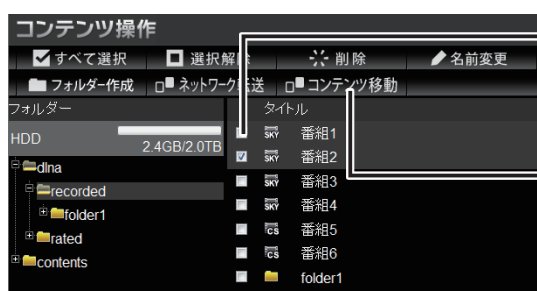 コンテンツ操作
すべて選択 選択解除 削除 名前変更
フォルダー作成 ネットワーク転送 コンテンツ移動
フォルダー タイトル
HDD 2.4GB/2.0TB
SKY 番組1
dlna SKY 番組2
recorded SKY 番組3
folder1 SKY 番組4
rated CS 番組5
contents CS 番組6
folder1